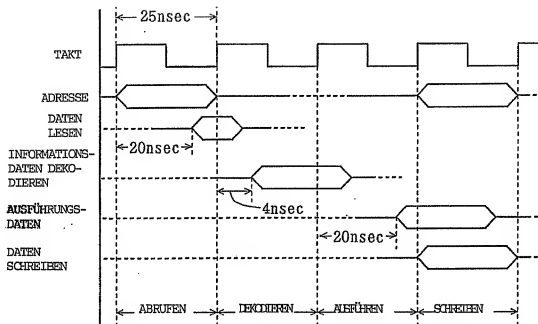 25nsec
TAKT
ADRESSE
DATEN
LESEN
20nsec
INFORMATIONS-
DATEN DEKO-
DIEREN
4nsec
AUSFÜHRUNGS-
DATEN
20nsec
DATEN
SCHREIBEN
ABRUFEN DEKODIEREN AUSFÜHREN SCHREIBEN